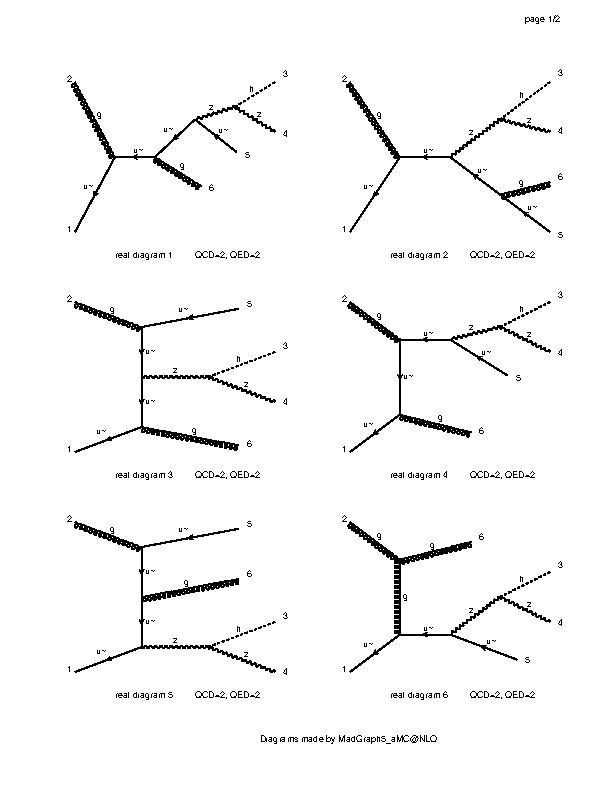 page 1/2
2 g u~ 1 u~ u~ z h 3 z 4 u~ 5 g 6
real diagram 1 QCD=2, QED=2
2 g u~ 1 u~ z h 3 z 4 u~ g 6 u~ 5
real diagram 2 QCD=2, QED=2
2 g u~ 5 u~ z h 3 z 4 u~ u~ 1 g 6
real diagram 3 QCD=2, QED=2
2 g u~ z h 3 z 4 u~ 5 u~ u~ 1 g 6
real diagram 4 QCD=2, QED=2
2 g u~ 5 u~ g 6 u~ u~ 1 z h 3 z 4
real diagram 5 QCD=2, QED=2
2 g g 6 g u~ 1 u~ z h 3 z 4 u~ 5
real diagram 6 QCD=2, QED=2
Diagrams made by MadGraph5_aMC@NLO